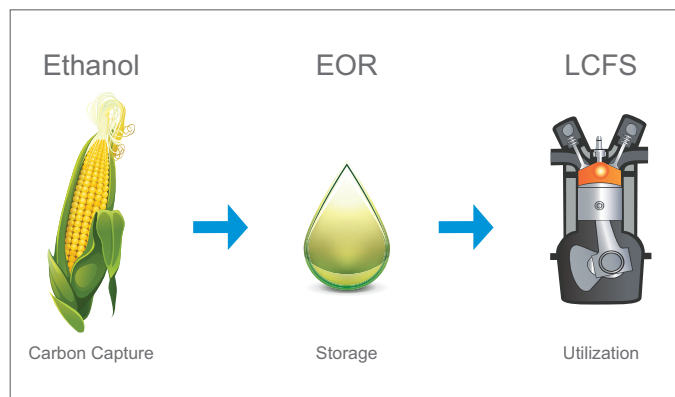 Ethanol
EOR
LCFS
Carbon Capture
Storage
Utilization